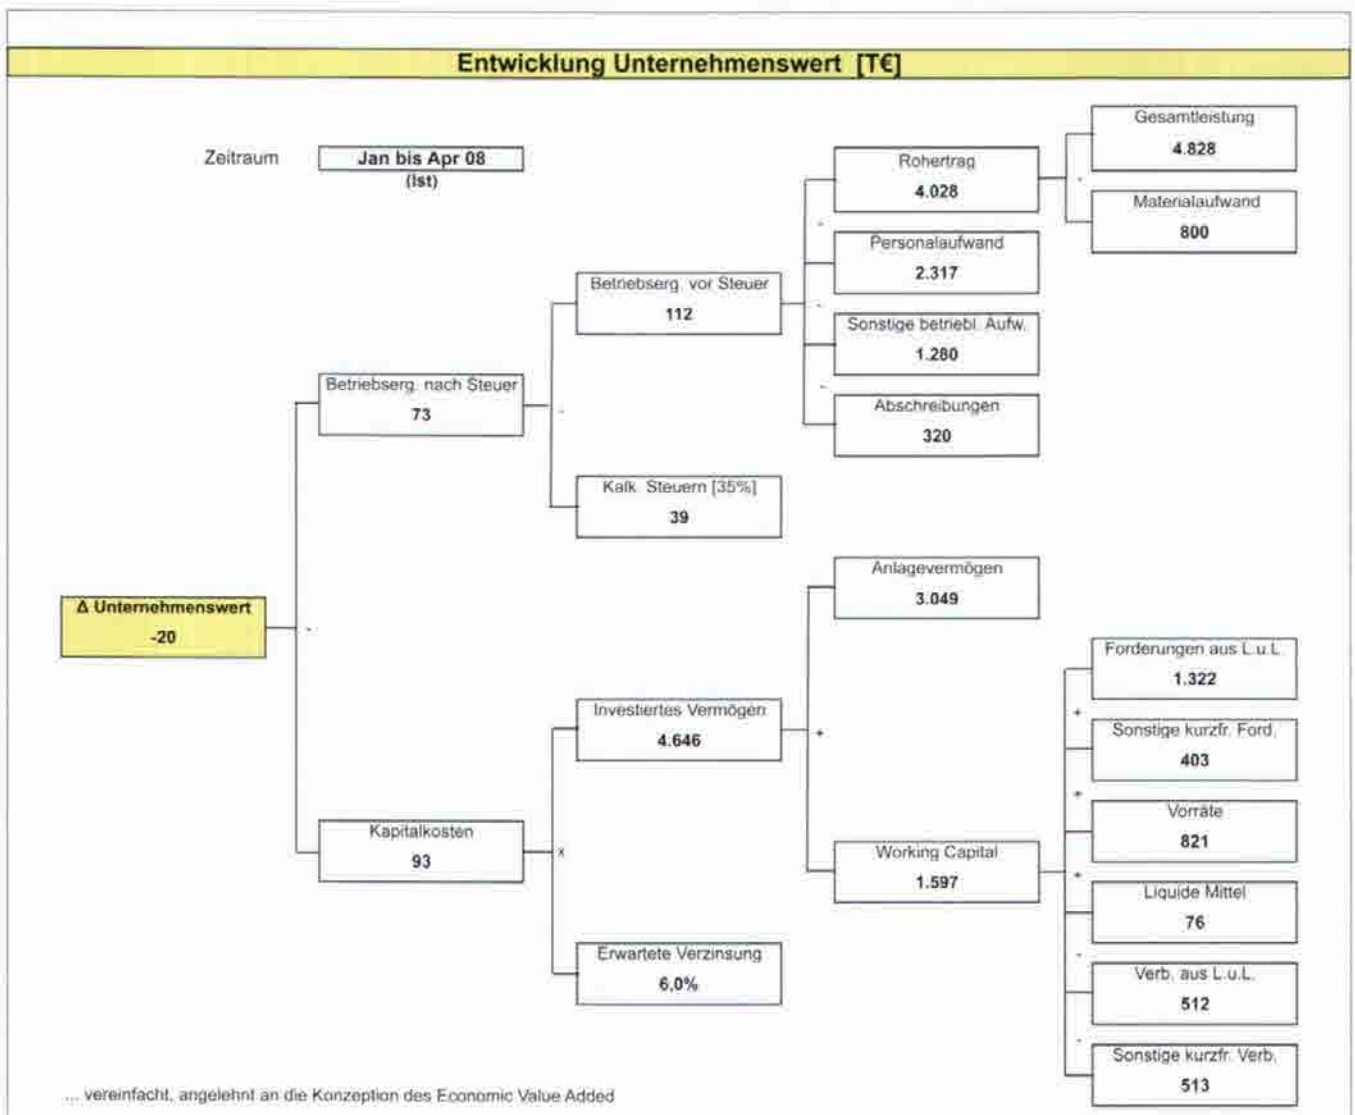 Entwicklung Unternehmenswert [T€]
Zeitraum
Jan bis Apr 08
(Ist)
Gesamtleistung
4.828
-
Materialaufwand
800
Rohertrag
4.028
-
Personalaufwand
2.317
-
Sonstige betriebl. Aufw.
1.280
-
Abschreibungen
320
Betriebserg. vor Steuer
112
-
Kalk. Steuern [35%]
39
Betriebserg. nach Steuer
73
-
Δ Unternehmenswert
-20
Kapitalkosten
93
x
Investiertes Vermögen
4.646
+
Erwartete Verzinsung
6,0%
Anlagevermögen
3.049
Working Capital
1.597
Forderungen aus L.u.L.
1.322
+
Sonstige kurzfr. Ford.
403
+
Vorräte
821
+
Liquide Mittel
76
-
Verb. aus L.u.L.
512
-
Sonstige kurzfr. Verb.
513
... vereinfacht, angelehnt an die Konzeption des Economic Value Added